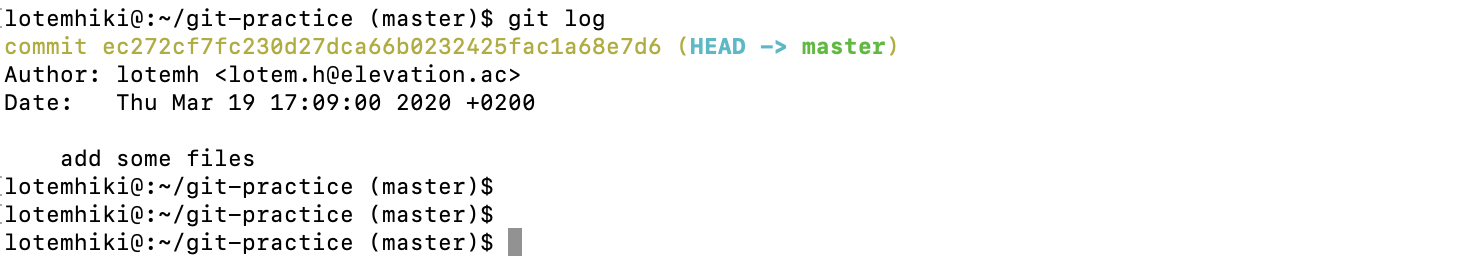 lotemhiki@:~/git-practice (master)$ git log
commit ec272cf7fc230d27dca66b0232425fac1a68e7d6 (HEAD -> master)
Author: lotemh <lotem.h@elevation.ac>
Date:   Thu Mar 19 17:09:00 2020 +0200
    add some files
lotemhiki@:~/git-practice (master)$
lotemhiki@:~/git-practice (master)$
lotemhiki@:~/git-practice (master)$